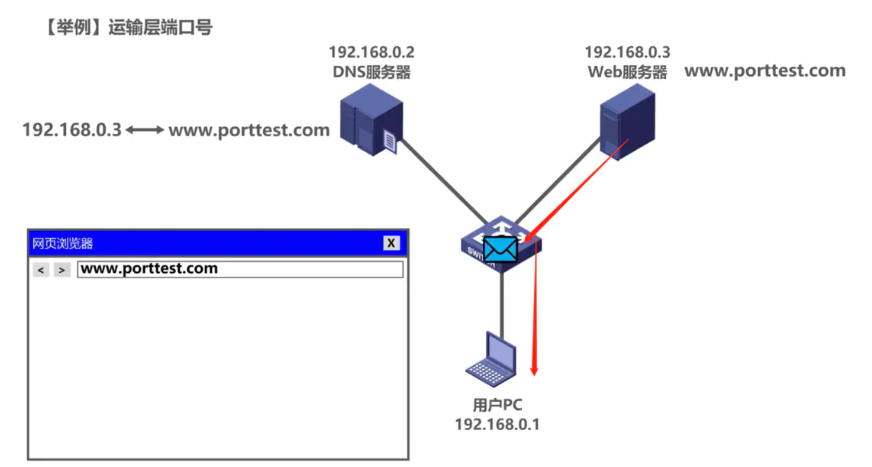 【举例】运输层端口号
192.168.0.2
DNS服务器
192.168.0.3
Web服务器
www.porttest.com
192.168.0.3
www.porttest.com
网页浏览器
X
< >
www.porttest.com
SWITCH
用户PC
192.168.0.1